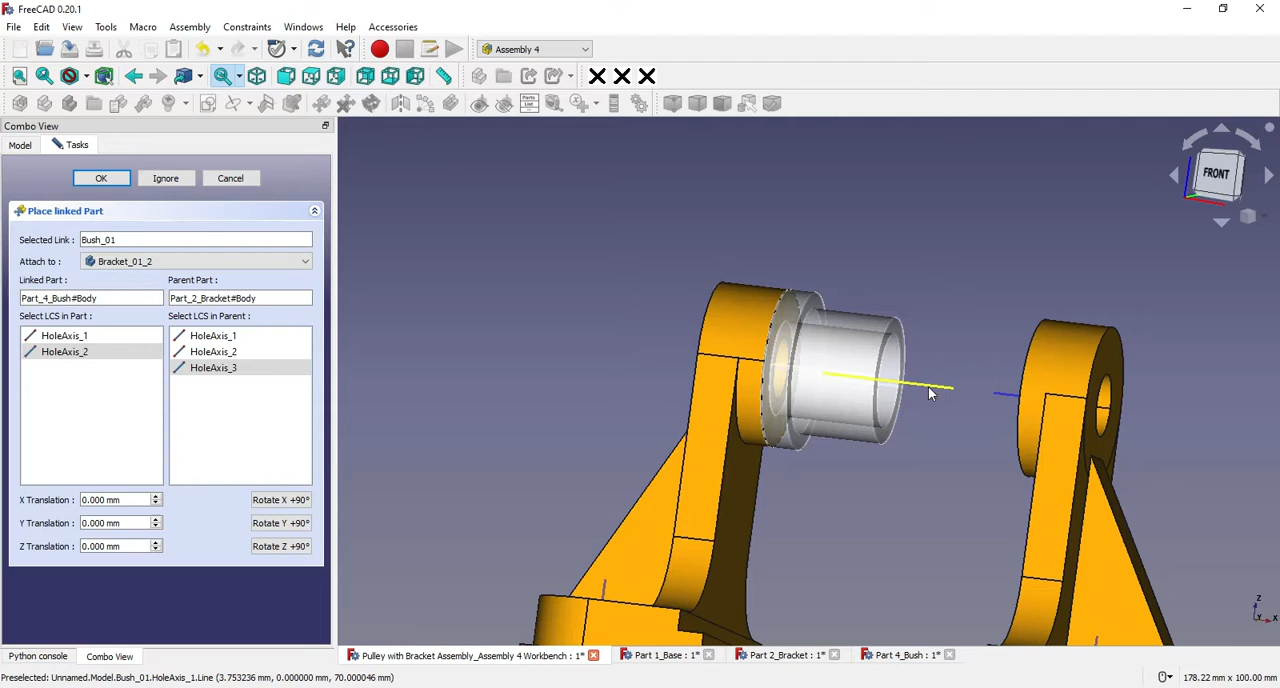 FreeCAD 0.20.1
File Edit View Tools Macro Assembly Constraints Windows Help Accessories
Assembly 4
Combo View
Model Tasks
OK Ignore Cancel
Place linked Part
Selected Link : Bush_01
Attach to : Bracket_01_2
Linked Part : Parent Part :
Part_4_Bush#Body Part_2_Bracket#Body
Select LCS in Part : Select LCS in Parent :
HoleAxis_1 HoleAxis_1
HoleAxis_2 HoleAxis_2
HoleAxis_3
X Translation : 0.000 mm Rotate X +90°
Y Translation : 0.000 mm Rotate Y +90°
Z Translation : 0.000 mm Rotate Z +90°
FRONT
Z
Y X
Python console Combo View Pulley with Bracket Assembly_Assembly 4 Workbench : 1* Part 1_Base : 1* Part 2_Bracket : 1* Part 4_Bush : 1*
Preselected: Unnamed.Model.Bush_01.HoleAxis_1.Line (3.753236 mm, 0.000000 mm, 70.000046 mm) 178.22 mm x 100.00 mm